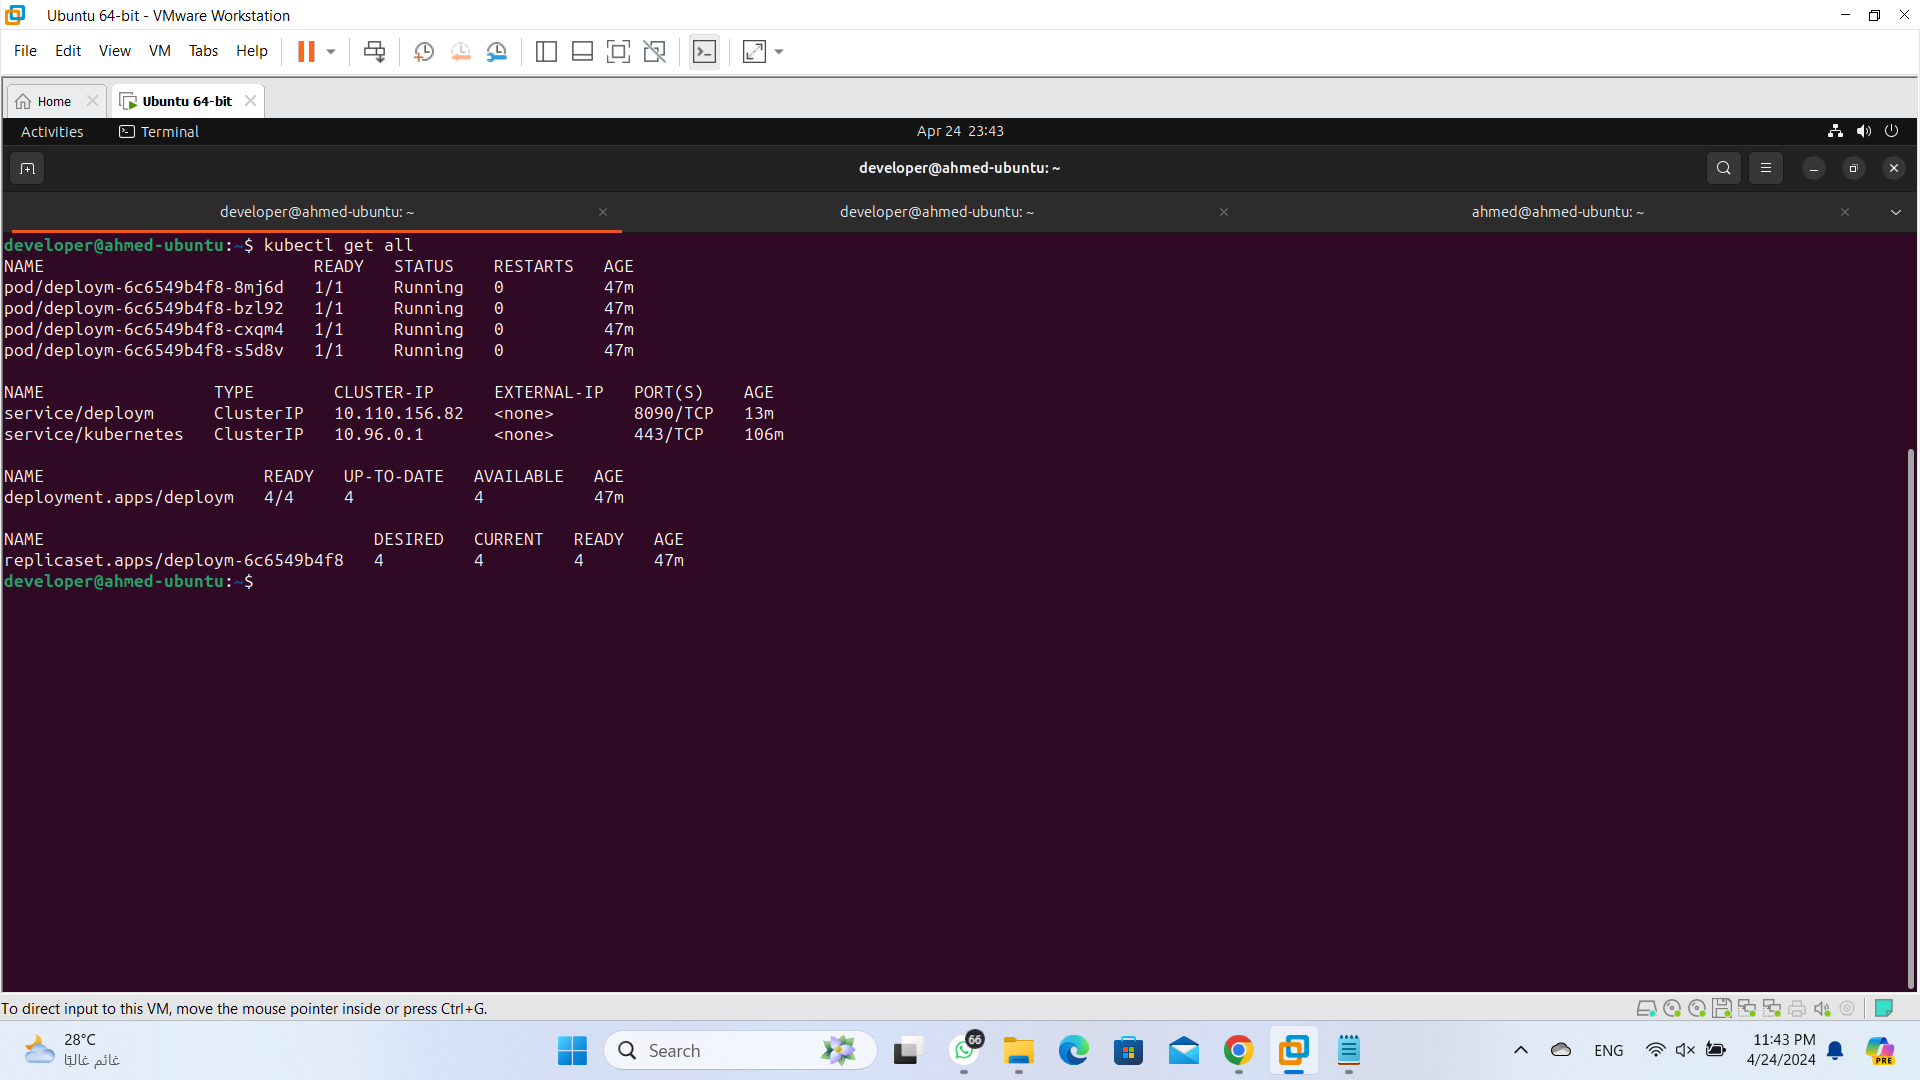 Ubuntu 64-bit - VMware Workstation
File Edit View VM Tabs Help
Home Ubuntu 64-bit
Activities Terminal Apr 24 23:43
developer@ahmed-ubuntu: ~
developer@ahmed-ubuntu: ~ developer@ahmed-ubuntu: ~ ahmed@ahmed-ubuntu: ~
developer@ahmed-ubuntu:~$ kubectl get all
NAME READY STATUS RESTARTS AGE
pod/deploym-6c6549b4f8-8mj6d 1/1 Running 0 47m
pod/deploym-6c6549b4f8-bzl92 1/1 Running 0 47m
pod/deploym-6c6549b4f8-cxqm4 1/1 Running 0 47m
pod/deploym-6c6549b4f8-s5d8v 1/1 Running 0 47m
NAME TYPE CLUSTER-IP EXTERNAL-IP PORT(S) AGE
service/deploym ClusterIP 10.110.156.82 <none> 8090/TCP 13m
service/kubernetes ClusterIP 10.96.0.1 <none> 443/TCP 106m
NAME READY UP-TO-DATE AVAILABLE AGE
deployment.apps/deploym 4/4 4 4 47m
NAME DESIRED CURRENT READY AGE
replicaset.apps/deploym-6c6549b4f8 4 4 4 47m
developer@ahmed-ubuntu:~$
To direct input to this VM, move the mouse pointer inside or press Ctrl+G.
28°C
غائم غالبًا
Search
66
ENG
11:43 PM
4/24/2024
PRE